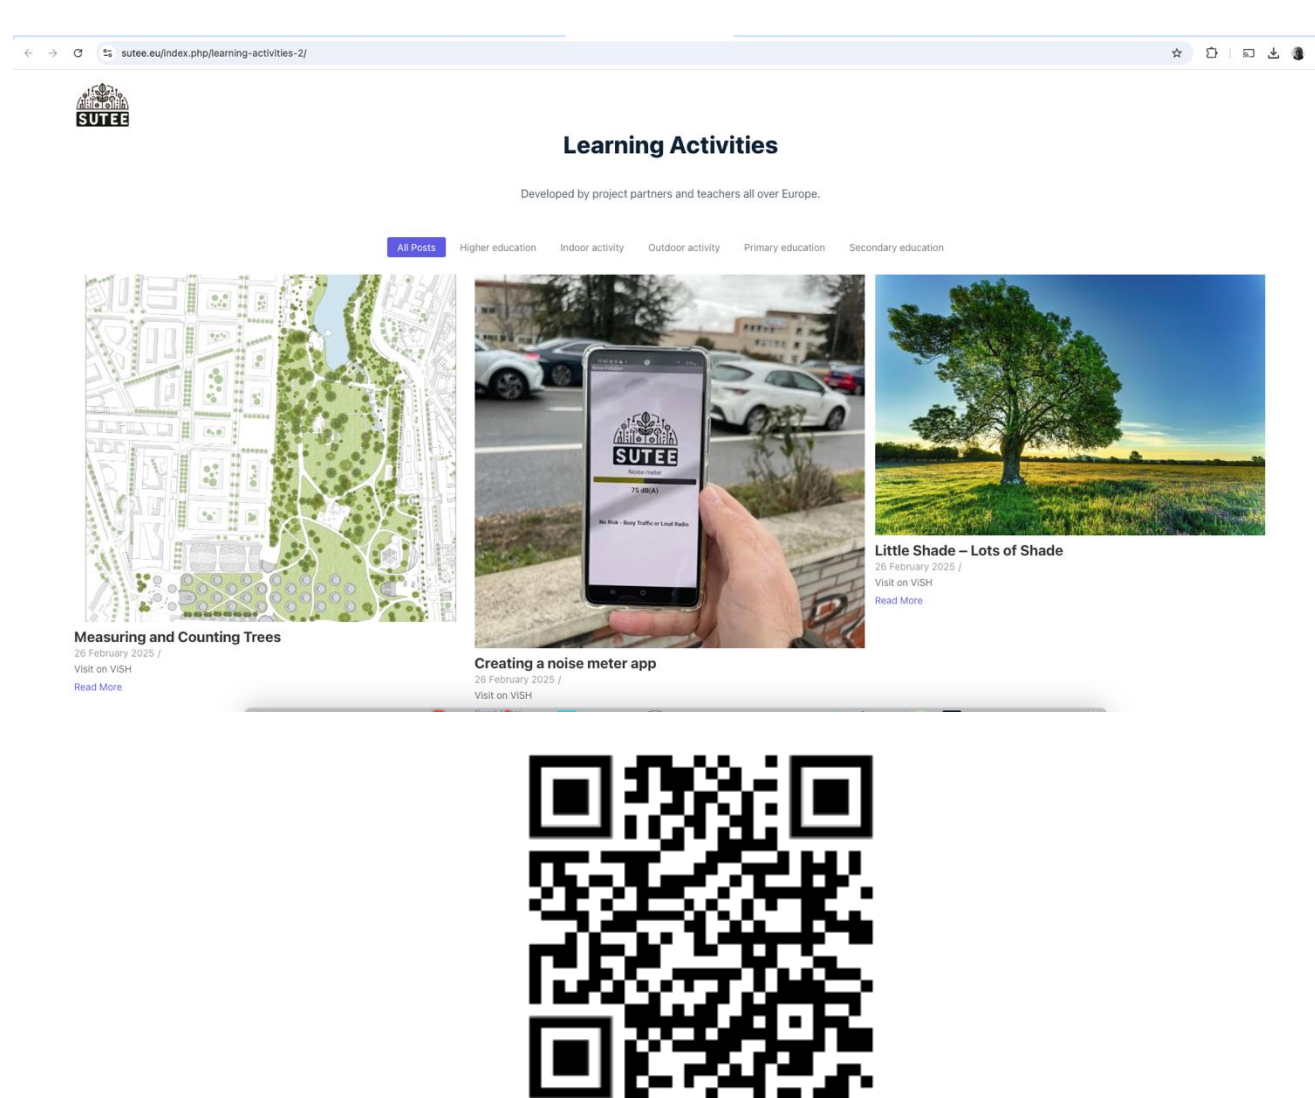 sutee.eu/index.php/learning-activities-2/
SUTEE
Learning Activities
Developed by project partners and teachers all over Europe.
All Posts Higher education Indoor activity Outdoor activity Primary education Secondary education
SUTEE
Noise meter
75 dB(A)
No Risk - Busy Traffic or Loud Radio
Measuring and Counting Trees
26 February 2025 /
Visit on ViSH
Read More
Creating a noise meter app
26 February 2025 /
Visit on ViSH
Little Shade – Lots of Shade
26 February 2025 /
Visit on ViSH
Read More